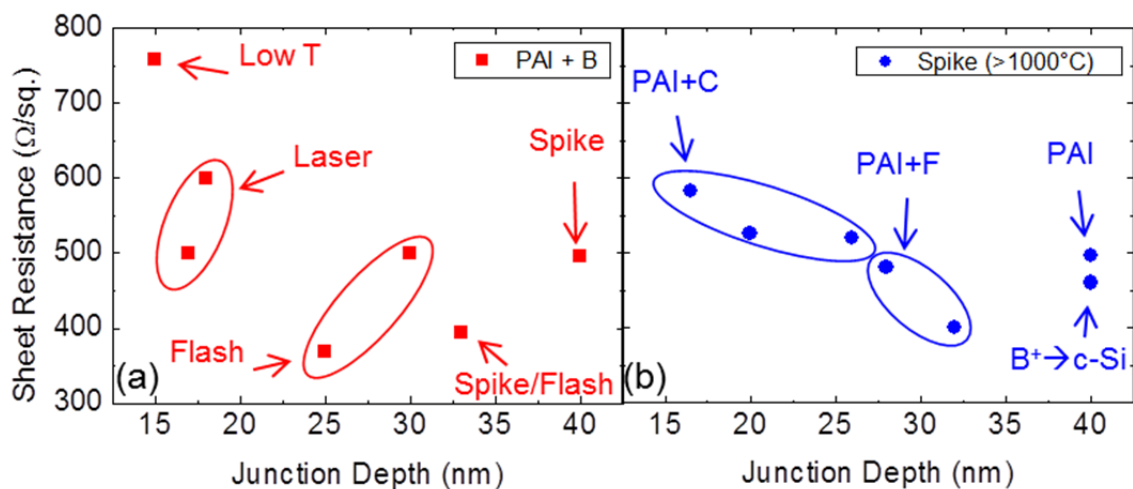 800
700
600
500
400
300
Sheet Resistance (Ω/sq.)
Low T
PAI + B
Laser
Spike
Flash
Spike/Flash
(a)
15 20 25 30 35 40
Junction Depth (nm)
Spike (>1000°C)
PAI+C
PAI+F
PAI
B⁺→c-Si
(b)
15 20 25 30 35 40
Junction Depth (nm)